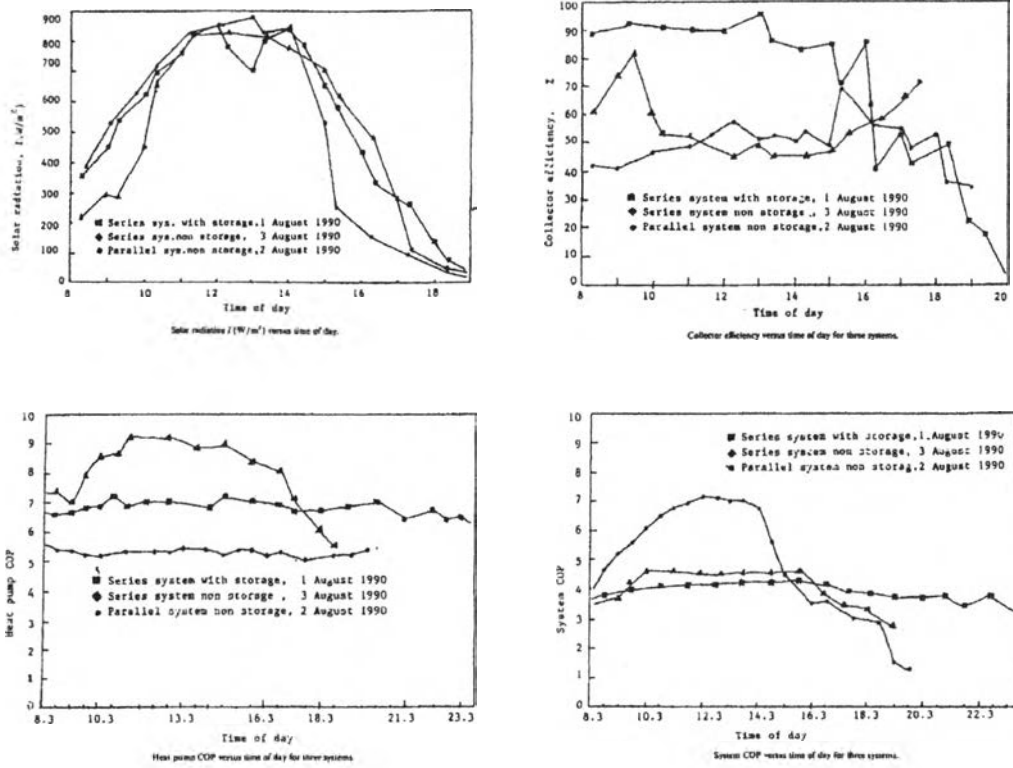 900
800
700
600
500
400
300
200
100
0
Solar radiation, I.W/m²
Series sys. with storage, 1 August 1990
Series sys.non storage, 3 August 1990
Parallel sys.non storage,2 August 1990
8 10 12 14 16 18
Time of day
Solar radiation I (W/m²) versus time of day.
100
90
80
70
60
50
40
30
20
10
0
Collector efficiency. %
Series system with storage, 1 August 1990
Series system non storage, 3 August 1990
Parallel system non storage,2 August 1990
8 10 12 14 16 18 20
Time of day
Collector efficiency versus time of day for three systems.
10
9
8
7
6
5
4
3
2
1
0
Heat pump COP
Series system with storage, 1 August 1990
Series system non storage , 3 August 1990
Parallel system non storage, 2 August 1990
8.3 10.3 13.3 16.3 18.3 21.3 23.3
Time of day
Heat pump COP versus time of day for three systems
10
9
8
7
6
5
4
3
2
1
0
System COP
Series system with storage,1.August 1990
Series system non storage, 3 August 1990
Parallel system non storag,2 August 1990
8.3 10.3 12.3 14.3 16.3 20.3 22.3
Time of day
System COP versus time of day for three systems.